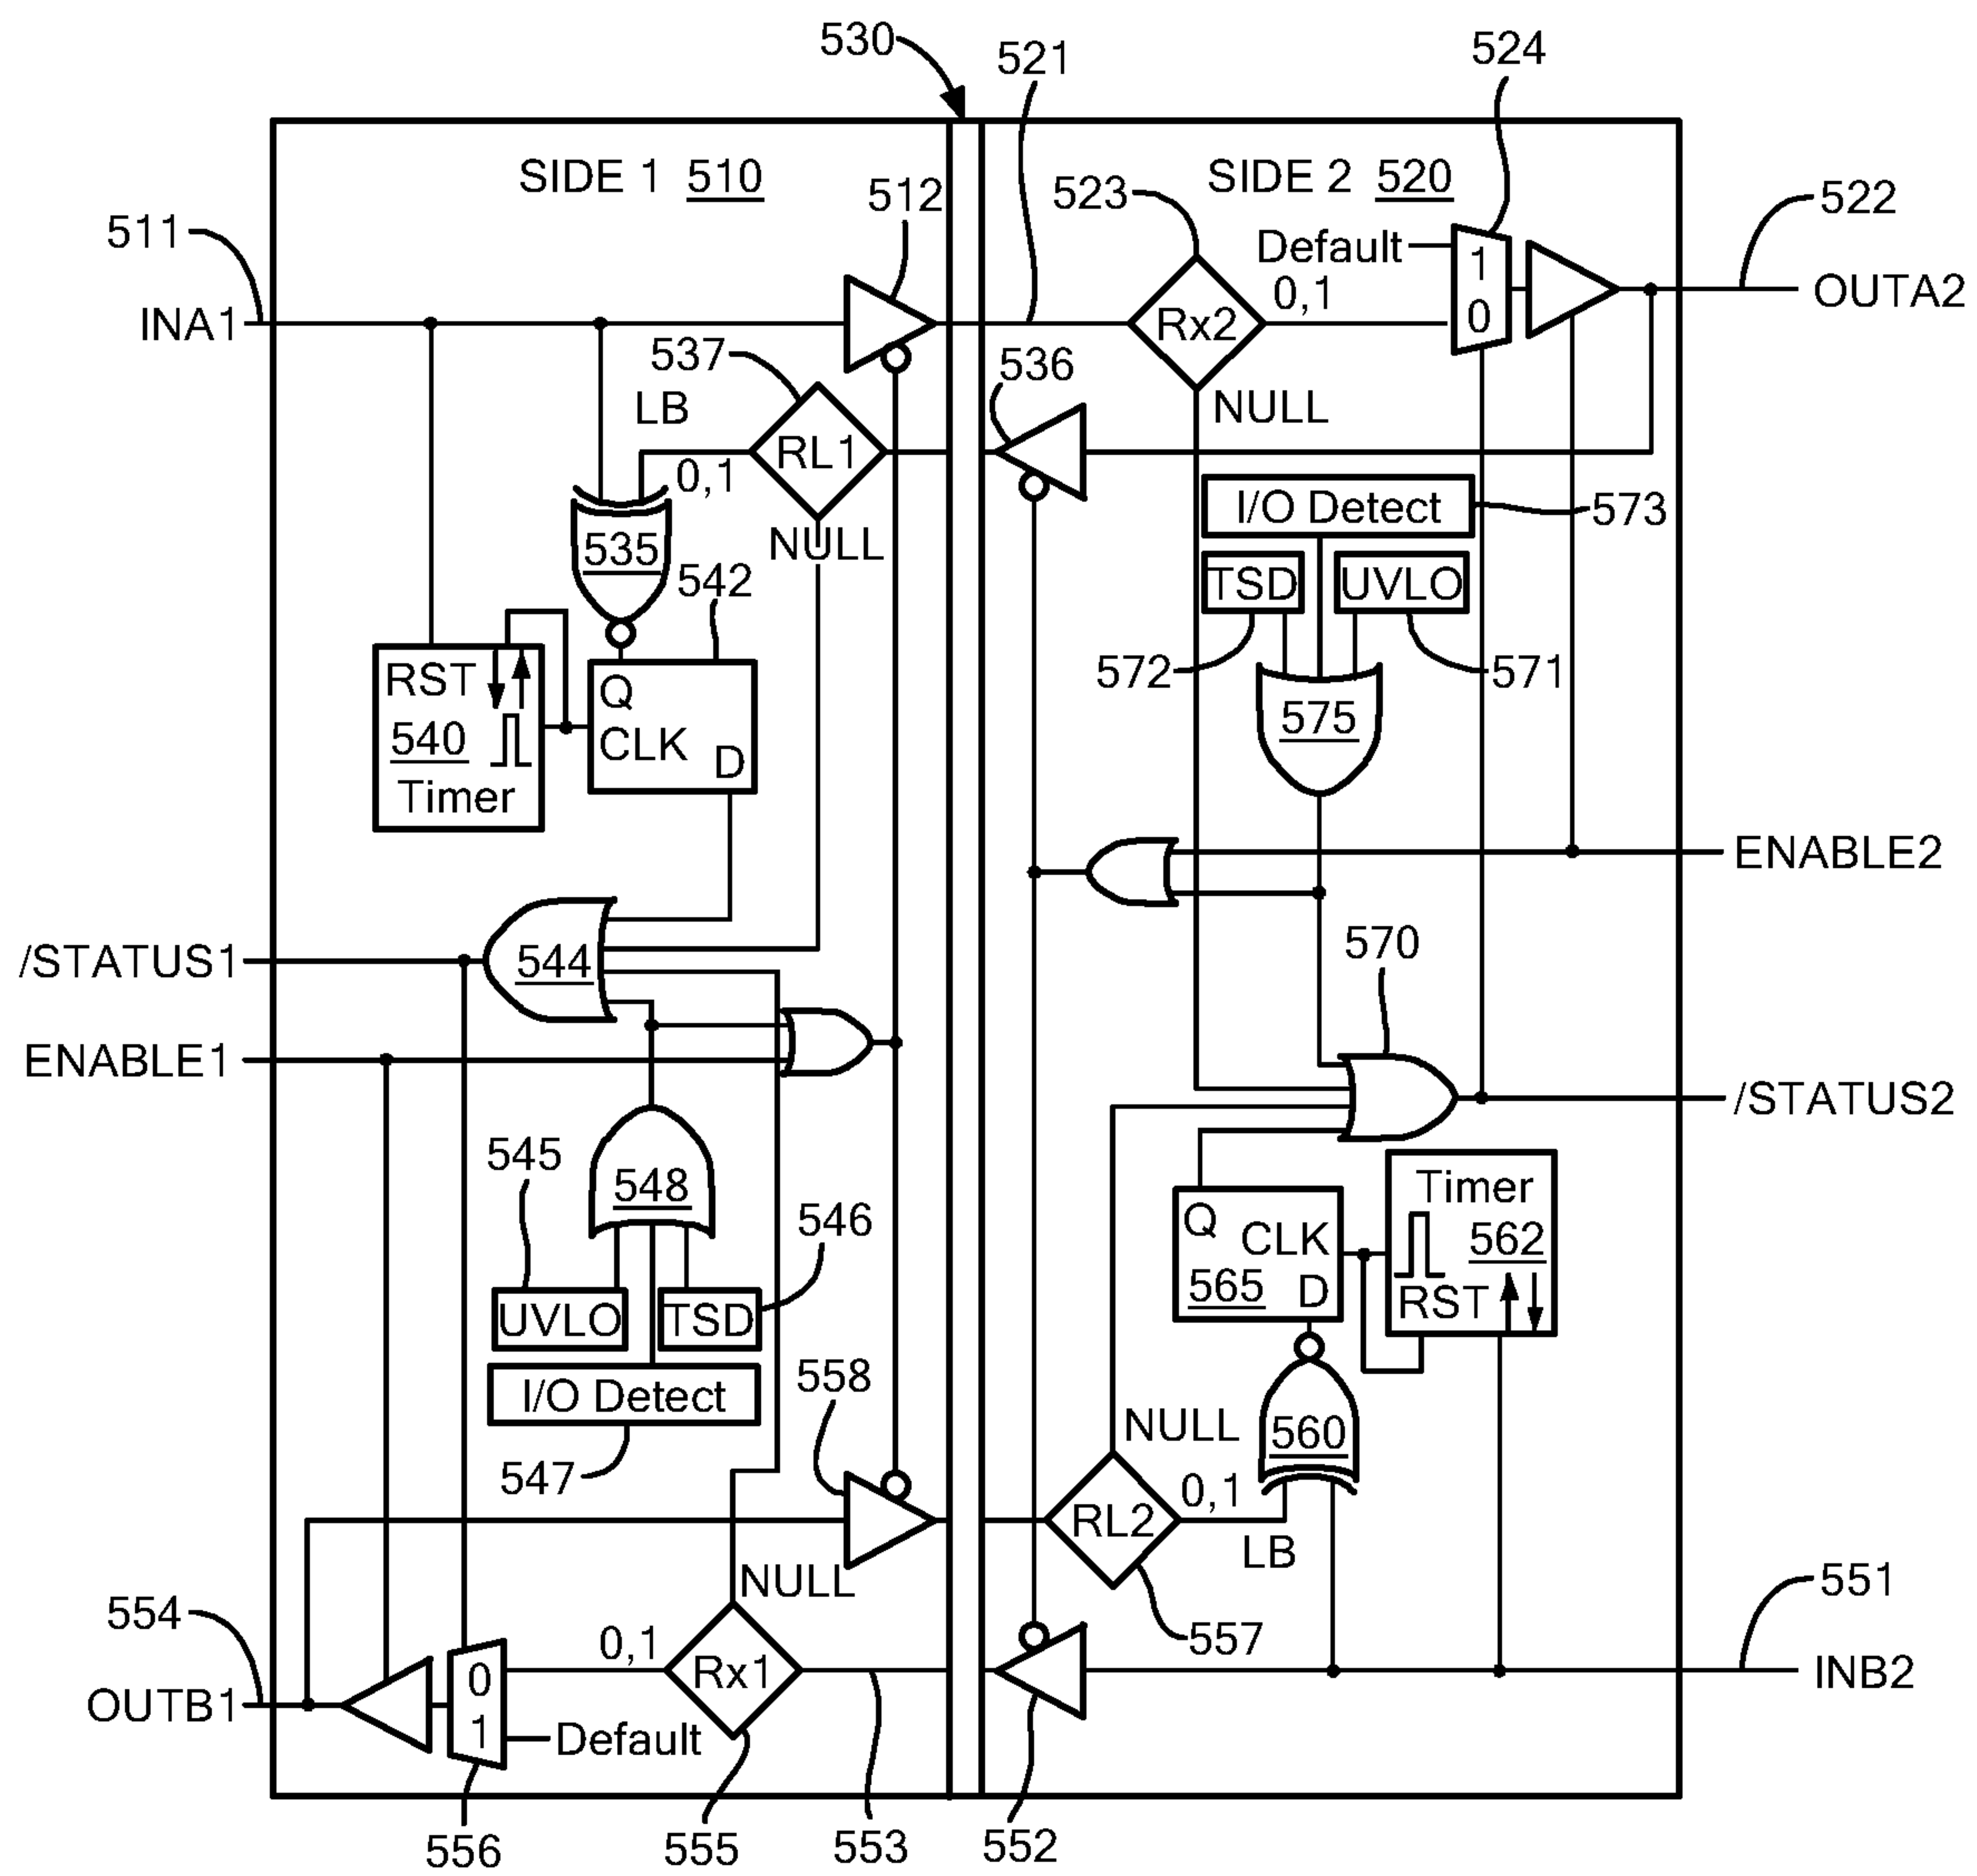 530
521
524
SIDE 1 510
512
523
SIDE 2 520
522
511
Default
1
0,1
0
OUTA2
INA1
Rx2
537
536
LB
NULL
RL1
0,1
I/O Detect
573
535
NULL
542
TSD
UVLO
RST
Q
572
571
540
CLK
575
D
Timer
ENABLE2
570
/STATUS1
544
ENABLE1
/STATUS2
545
548
546
Timer
Q
CLK
562
565
D
RST
UVLO
TSD
558
I/O Detect
NULL
560
547
0,1
RL2
LB
NULL
551
554
0,1
557
0
Rx1
INB2
OUTB1
1
Default
556
555
553
552